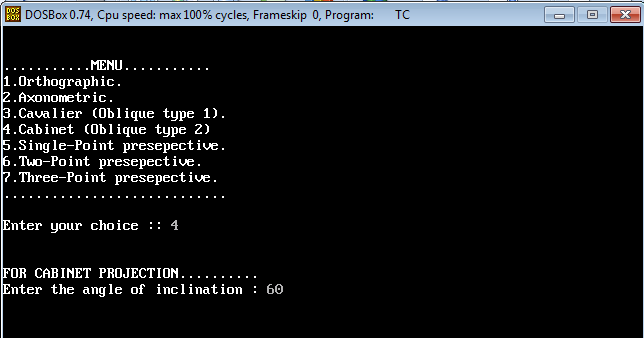 DOS
BOX
DOSBox 0.74, Cpu speed: max 100% cycles, Frameskip 0, Program: TC
...........MENU...........
1.Orthographic.
2.Axonometric.
3.Cavalier (Oblique type 1).
4.Cabinet (Oblique type 2)
5.Single-Point presepective.
6.Two-Point presepective.
7.Three-Point presepective.
............................
Enter your choice :: 4
FOR CABINET PROJECTION..........
Enter the angle of inclination : 60